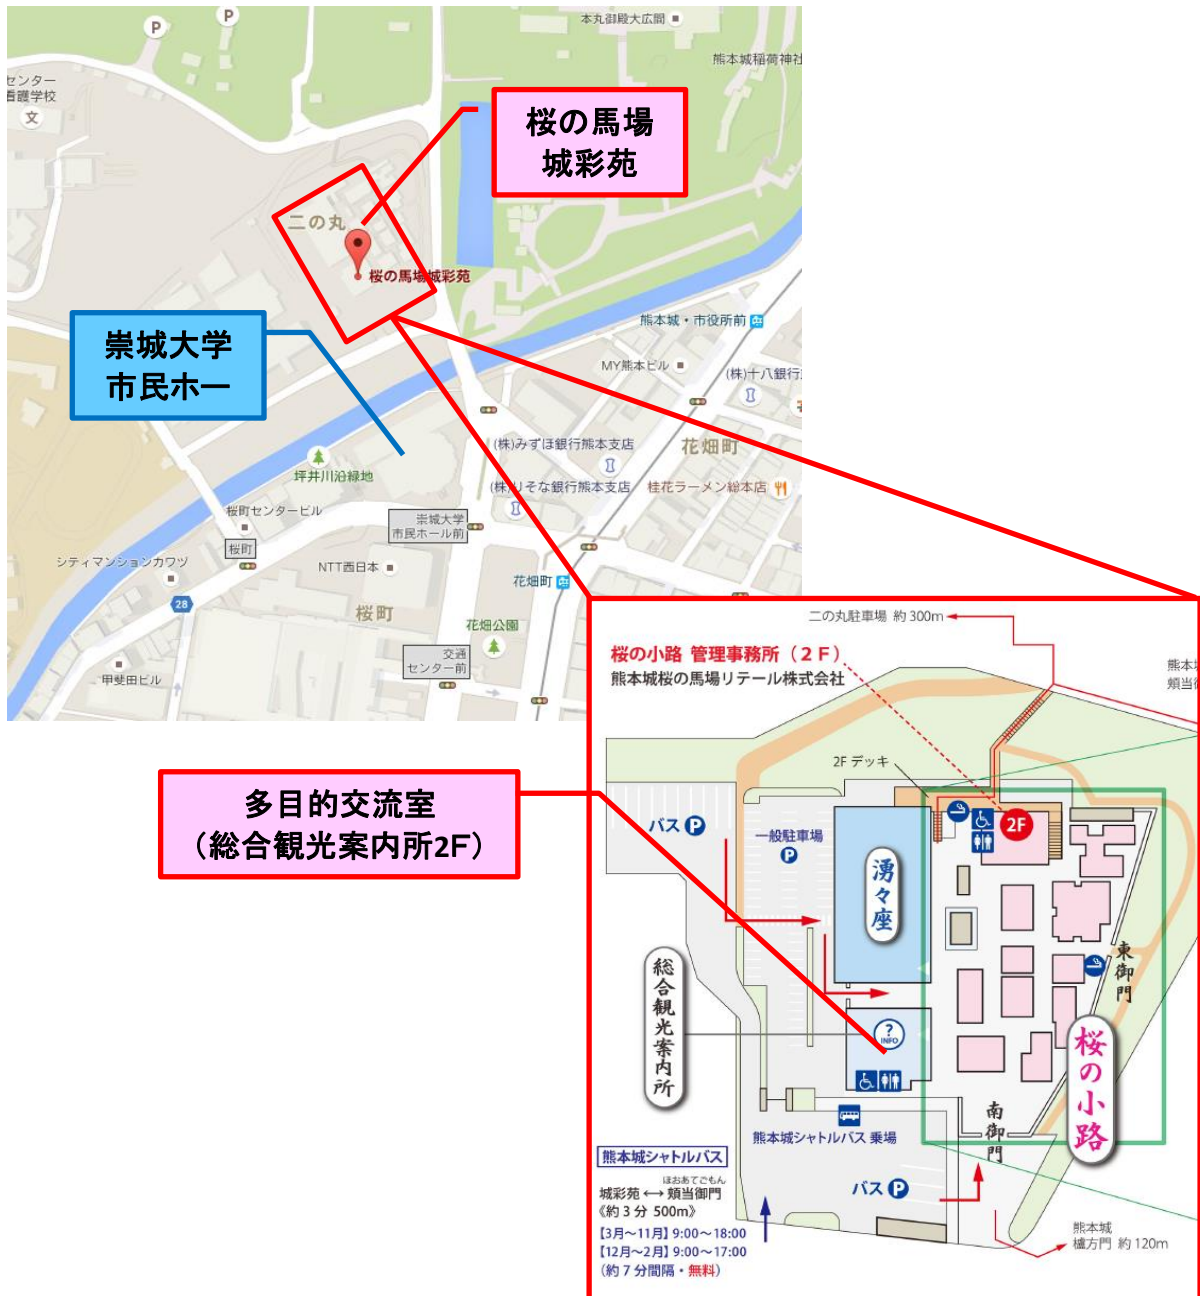 P
P
本丸御殿大広間
熊本城稲荷神社
センター
看護学校
文
桜の馬場
城彩苑
二の丸
桜の馬場城彩苑
崇城大学
市民ホー
熊本城・市役所前
MY熊本ビル
(株)十八銀行
(株)みずほ銀行熊本支店
花畑町
坪井川沿緑地
(株)りそな銀行熊本支店
桂花ラーメン総本店
桜町センタービル
崇城大学
市民ホール前
桜町
シティマンションカワヅ
NTT西日本
花畑町
28
桜町
花畑公園
交通
センター前
甲斐田ビル
二の丸駐車場 約300m
桜の小路 管理事務所（２Ｆ）
熊本城桜の馬場リテール株式会社
熊本
頬当
2F デッキ
多目的交流室
（総合観光案内所2F）
バス P
一般駐車場
P
2F
湧々座
東御門
総合観光案内所
?
INFO
桜の小路
南御門
熊本城シャトルバス 乗場
熊本城シャトルバス
ほおあてごもん
城彩苑 ⟷ 頬当御門
《約３分 500m》
【3月～11月】9:00～18:00
【12月～2月】9:00～17:00
(約７分間隔・無料)
バス P
熊本城
櫨方門 約120m